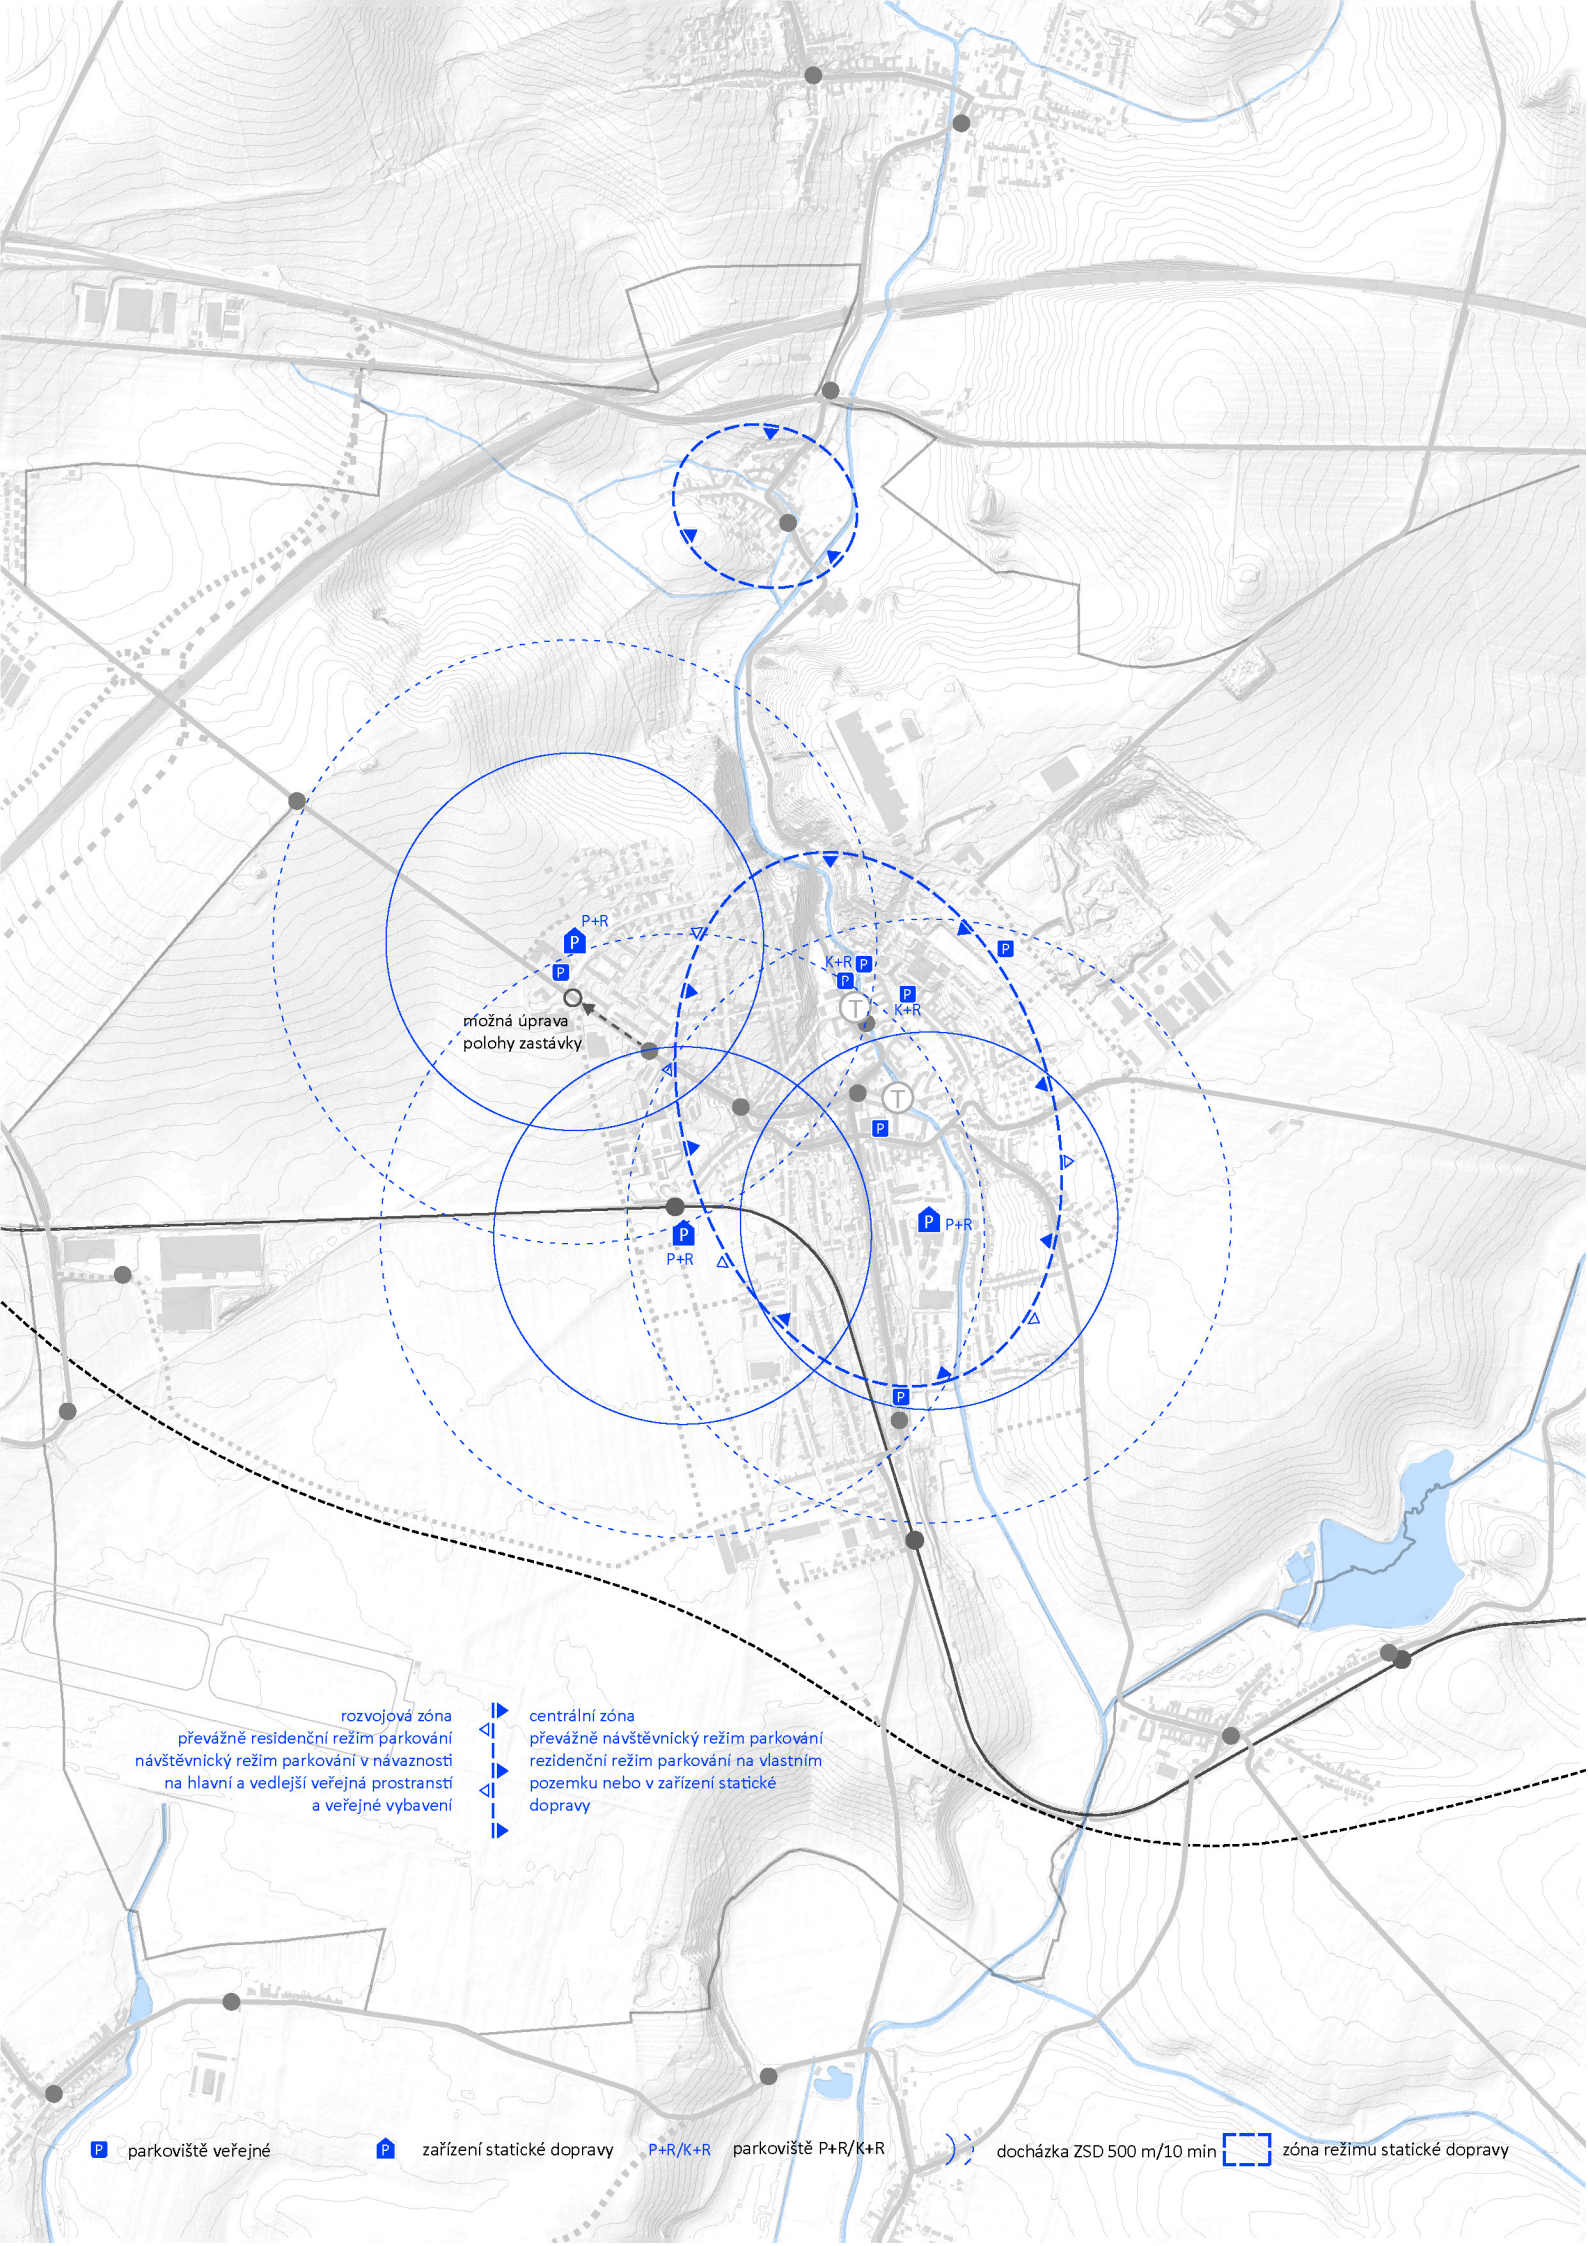 P+R
P
P
P
K+R
P
P
P
K+R
T
možná úprava
polohy zastávky
T
P
P
P+R
P
P+R
P
rozvojová zóna
převážně residenční režim parkování
návštěvnický režim parkování v návaznosti
na hlavní a vedlejší veřejná prostranstí
a veřejné vybavení
centrální zóna
převážně návštěvnický režim parkování
rezidenční režim parkování na vlastním
pozemku nebo v zařízení statické
dopravy
P parkoviště veřejné
P zařízení statické dopravy
P+R/K+R parkoviště P+R/K+R
docházka ZSD 500 m/10 min
zóna režimu statické dopravy